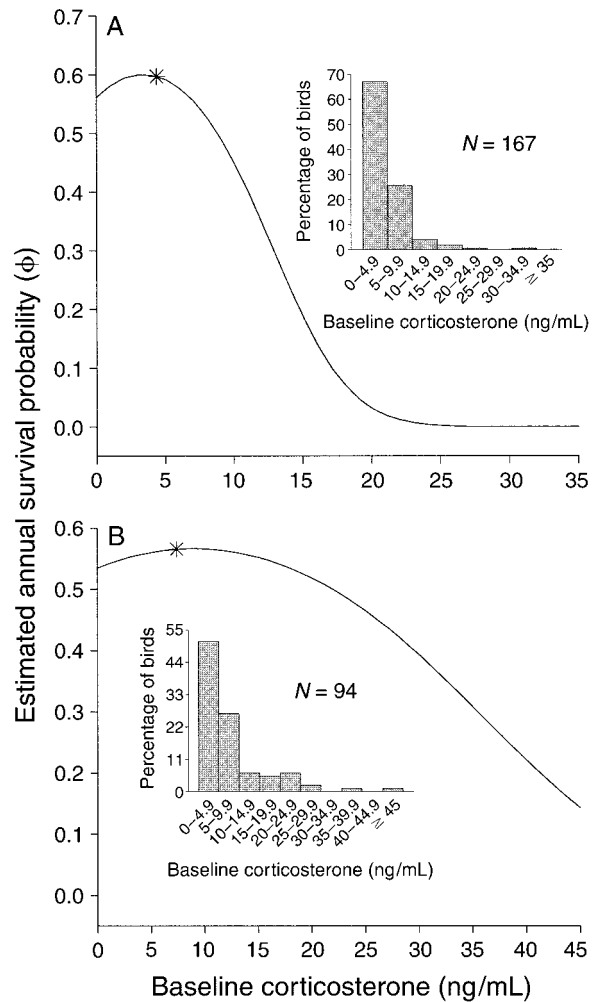 Estimated annual survival probability (Φ)
A
0.7
0.6
0.5
0.4
0.3
0.2
0.1
0.0
0 5 10 15 20 25 30 35
Percentage of birds
70
60
50
40
30
20
10
0
N = 167
0–4.9 5–9.9 10–14.9 15–19.9 20–24.9 25–29.9 30–34.9 ≥ 35
Baseline corticosterone (ng/mL)
B
0.6
0.5
0.4
0.3
0.2
0.1
0.0
0 5 10 15 20 25 30 35 40 45
Percentage of birds
55
44
33
22
11
0
N = 94
0–4.9 5–9.9 10–14.9 15–19.9 20–24.9 25–29.9 30–34.9 35–39.9 40–44.9 ≥ 45
Baseline corticosterone (ng/mL)
Baseline corticosterone (ng/mL)